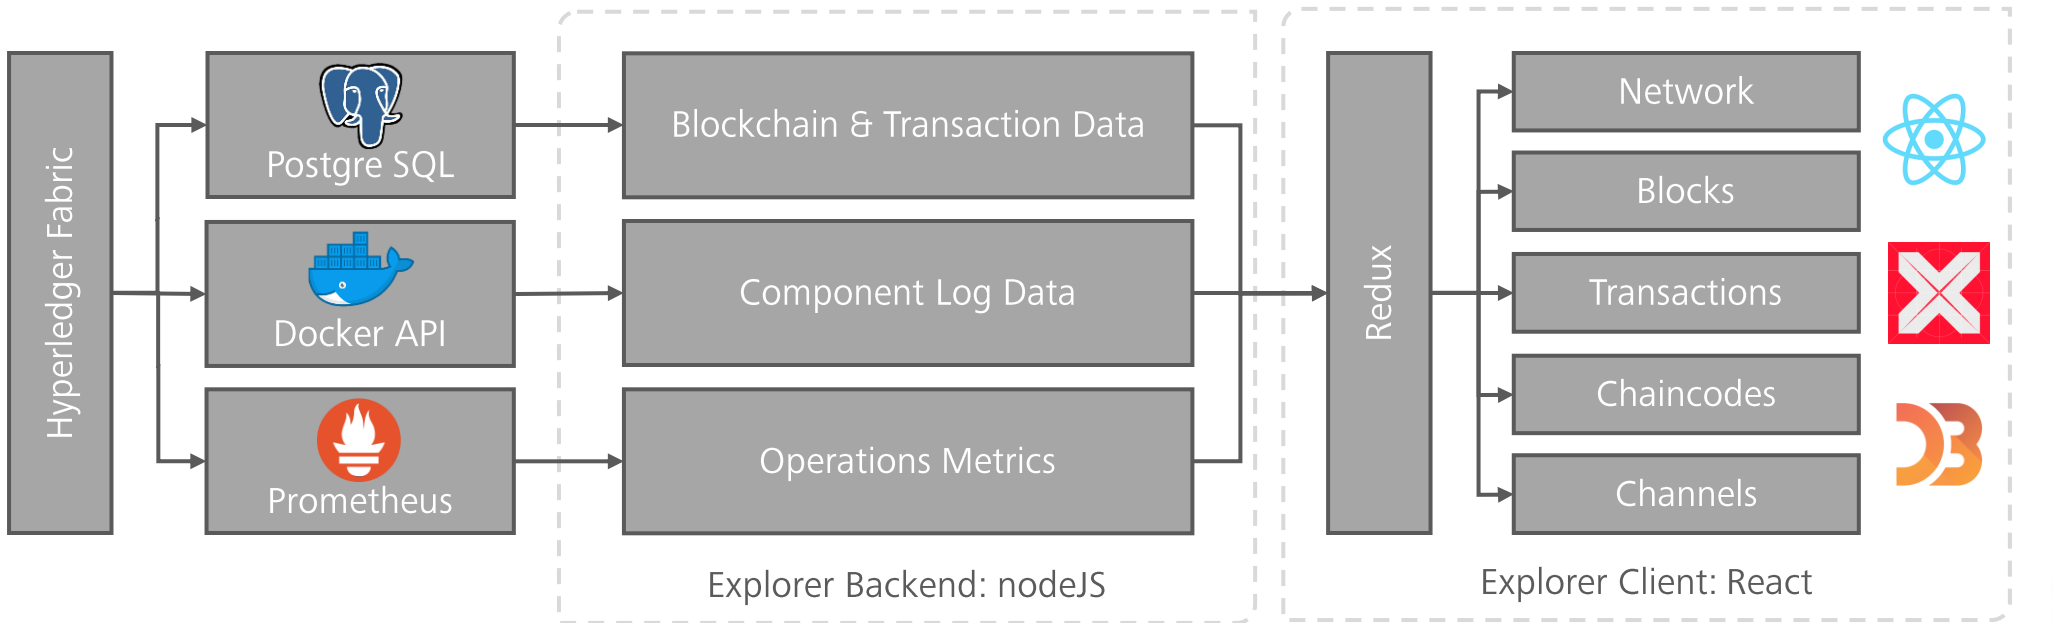 Hyperledger Fabric
Postgre SQL
Docker API
Prometheus
Blockchain & Transaction Data
Component Log Data
Operations Metrics
Explorer Backend: nodeJS
Redux
Network
Blocks
Transactions
Chaincodes
Channels
Explorer Client: React